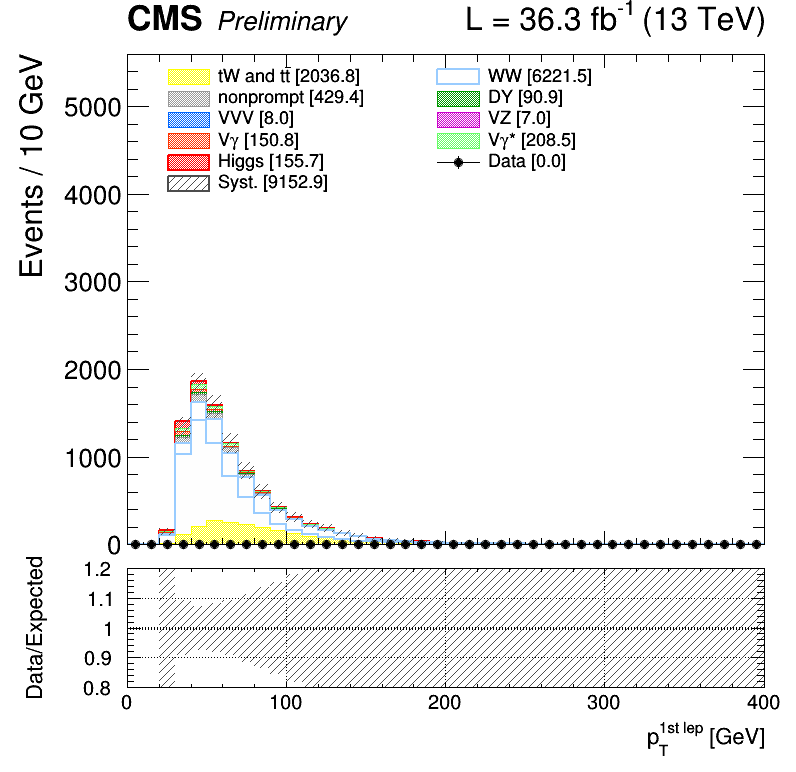 CMS Preliminary L = 36.3 fb⁻¹ (13 TeV)
Events / 10 GeV
tW and tt̄ [2036.8]
nonprompt [429.4]
VVV [8.0]
Vγ [150.8]
Higgs [155.7]
Syst. [9152.9]
WW [6221.5]
DY [90.9]
VZ [7.0]
Vγ* [208.5]
Data [0.0]
5000
4000
3000
2000
1000
0
Data/Expected
1.2
1.1
1
0.9
0.8
0 100 200 300 400
p_T^{1st lep} [GeV]